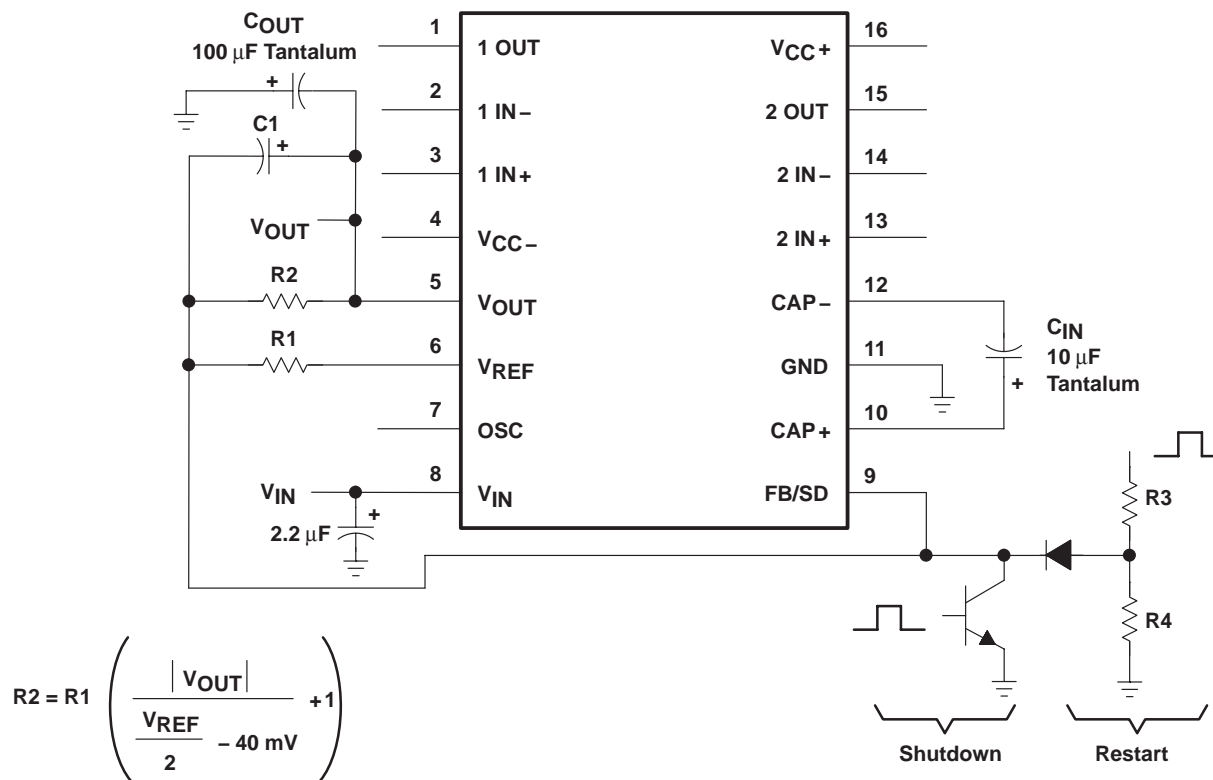 COUT
100 μF Tantalum
+
C1
+
VOUT
R2
R1
VIN
2.2 μF
+
1
2
3
4
5
6
7
8
1 OUT
1 IN−
1 IN+
VCC−
VOUT
VREF
OSC
VIN
VCC+
2 OUT
2 IN−
2 IN+
CAP−
GND
CAP+
FB/SD
16
15
14
13
12
11
10
9
CIN
10 μF
Tantalum
+
R3
R4
Shutdown
Restart
R2 = R1 ( |VOUT| / (VREF / 2 − 40 mV) + 1 )